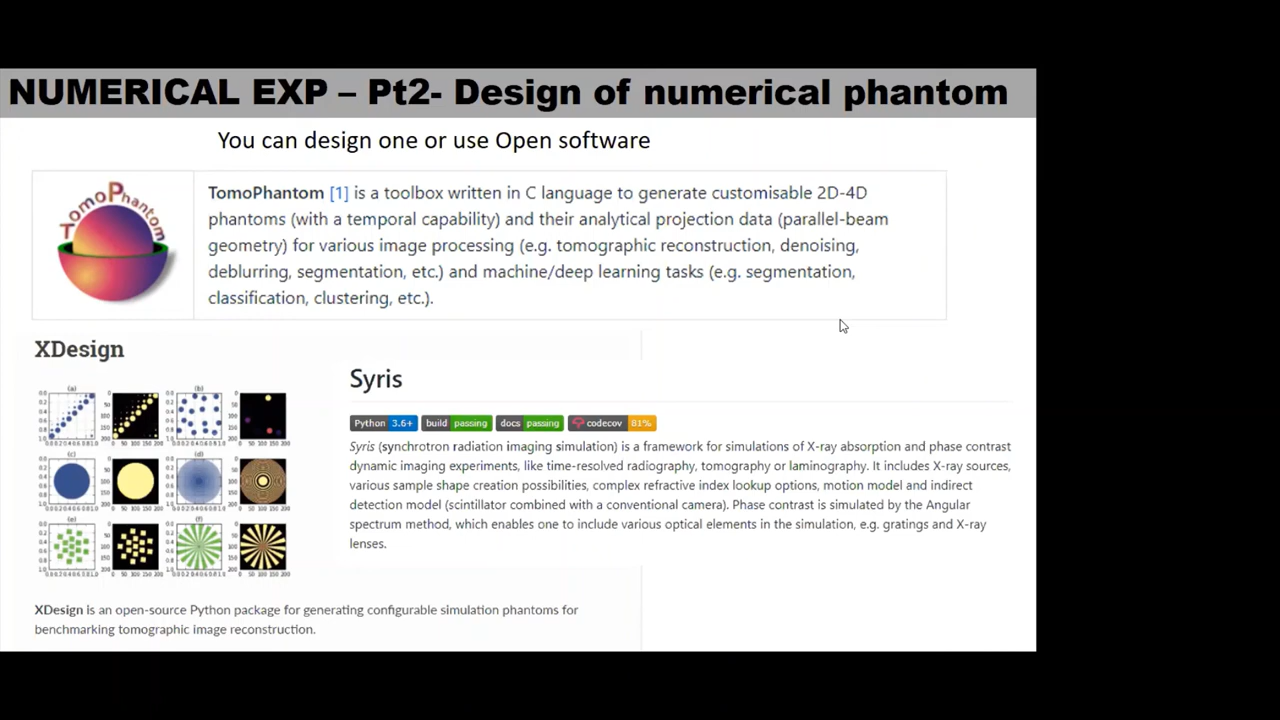 NUMERICAL EXP – Pt2- Design of numerical phantom
You can design one or use Open software
TomoPhantom
TomoPhantom [1] is a toolbox written in C language to generate customisable 2D-4D
phantoms (with a temporal capability) and their analytical projection data (parallel-beam
geometry) for various image processing (e.g. tomographic reconstruction, denoising,
deblurring, segmentation, etc.) and machine/deep learning tasks (e.g. segmentation,
classification, clustering, etc.).
XDesign
(a)
(b)
(c)
(d)
(e)
(f)
XDesign is an open-source Python package for generating configurable simulation phantoms for
benchmarking tomographic image reconstruction.
Syris
Python 3.6+ build passing docs passing codecov 81%
Syris (synchrotron radiation imaging simulation) is a framework for simulations of X-ray absorption and phase contrast
dynamic imaging experiments, like time-resolved radiography, tomography or laminography. It includes X-ray sources,
various sample shape creation possibilities, complex refractive index lookup options, motion model and indirect
detection model (scintillator combined with a conventional camera). Phase contrast is simulated by the Angular
spectrum method, which enables one to include various optical elements in the simulation, e.g. gratings and X-ray
lenses.